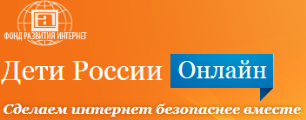 ФОНД РАЗВИТИЯ ИНТЕРНЕТ
Дети России Онлайн
Сделаем интернет безопаснее вместе